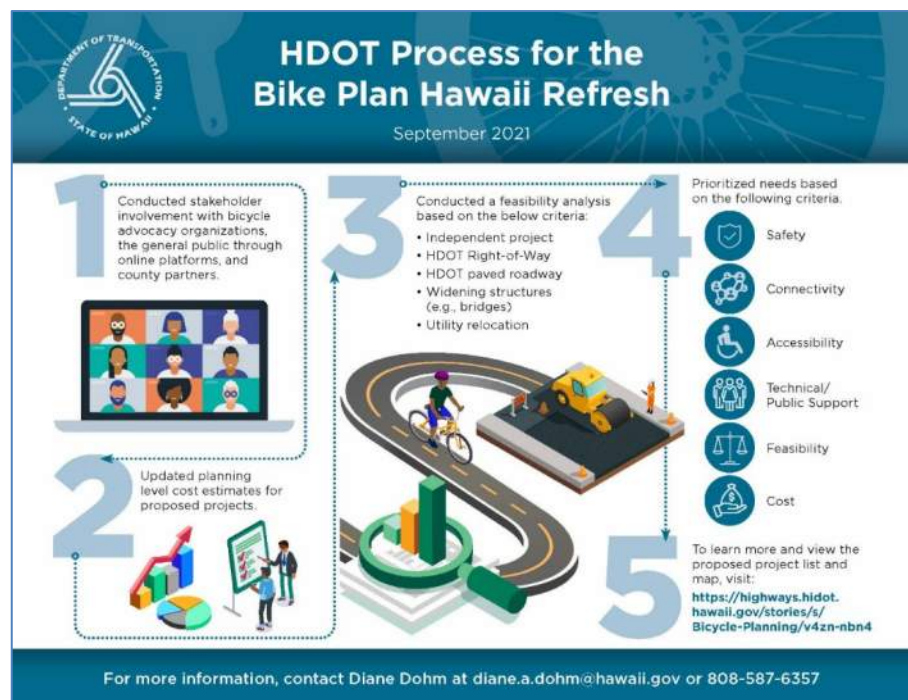 DEPARTMENT OF TRANSPORTATION
STATE OF HAWAII
HDOT Process for the
Bike Plan Hawaii Refresh
September 2021
1
Conducted stakeholder
involvement with bicycle
advocacy organizations,
the general public through
online platforms, and
county partners.
2
Updated planning
level cost estimates for
proposed projects.
3
Conducted a feasibility analysis
based on the below criteria:
• Independent project
• HDOT Right-of-Way
• HDOT paved roadway
• Widening structures
(e.g., bridges)
• Utility relocation
4
Prioritized needs based
on the following criteria.
Safety
Connectivity
Accessibility
Technical/
Public Support
Feasibility
$
Cost
5
To learn more and view the
proposed project list and
map, visit:
https://highways.hidot.
hawaii.gov/stories/s/
Bicycle-Planning/v4zn-nbn4
For more information, contact Diane Dohm at diane.a.dohm@hawaii.gov or 808-587-6357